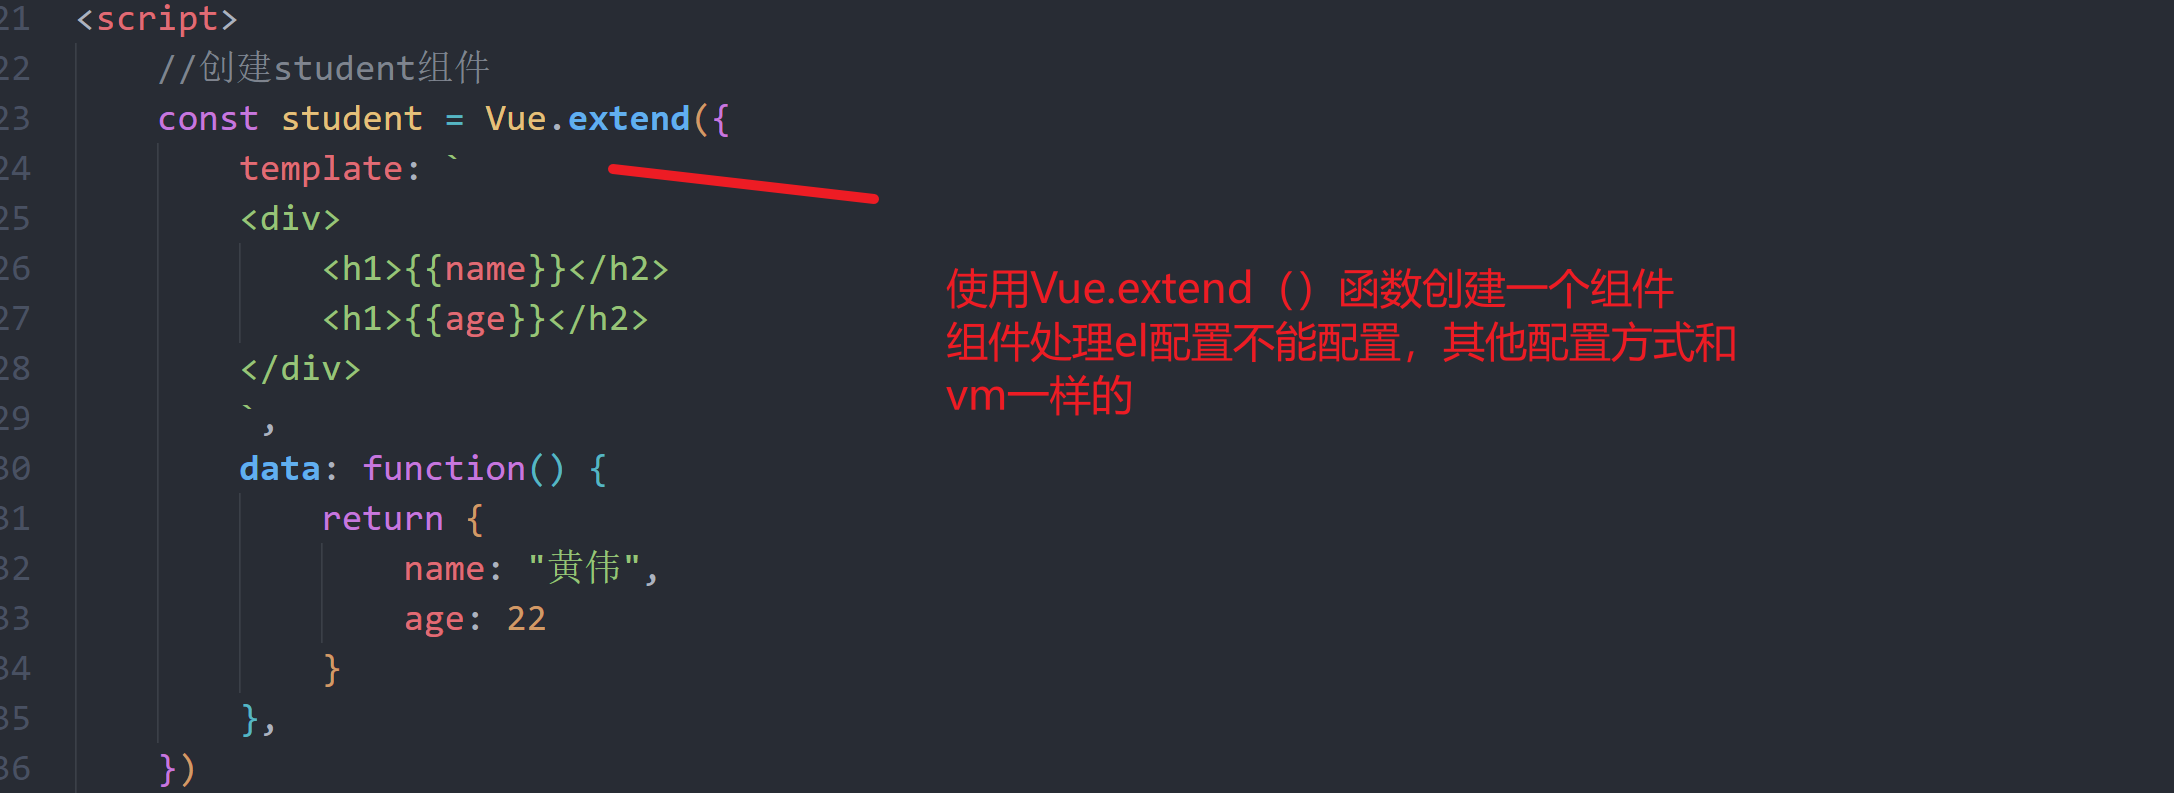 21 <script>
22 //创建student组件
23 const student = Vue.extend({
24 template: `
25 <div>
26 <h1>{{name}}</h2>
27 <h1>{{age}}</h2>
28 </div>
29 `,
30 data: function() {
31 return {
32 name: "黄伟",
33 age: 22
34 }
35 },
36 })
使用Vue.extend（）函数创建一个组件
组件处理el配置不能配置，其他配置方式和
vm一样的